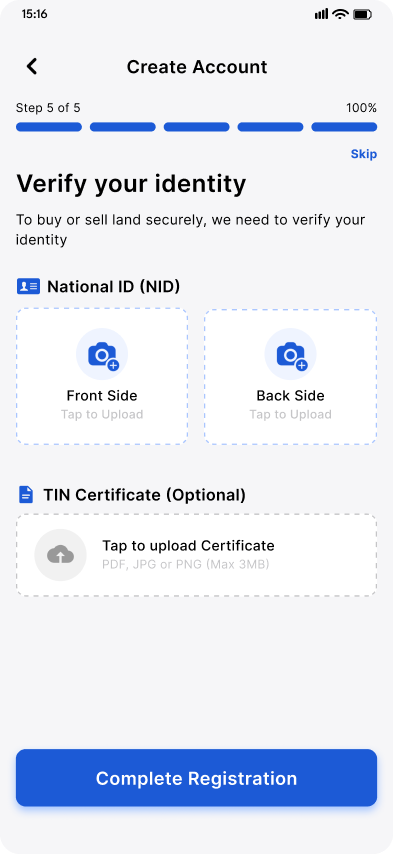 15:16
Create Account
Step 5 of 5
100%
Skip
Verify your identity
To buy or sell land securely, we need to verify your
identity
National ID (NID)
Front Side
Tap to Upload
Back Side
Tap to Upload
TIN Certificate (Optional)
Tap to upload Certificate
PDF, JPG or PNG (Max 3MB)
Complete Registration